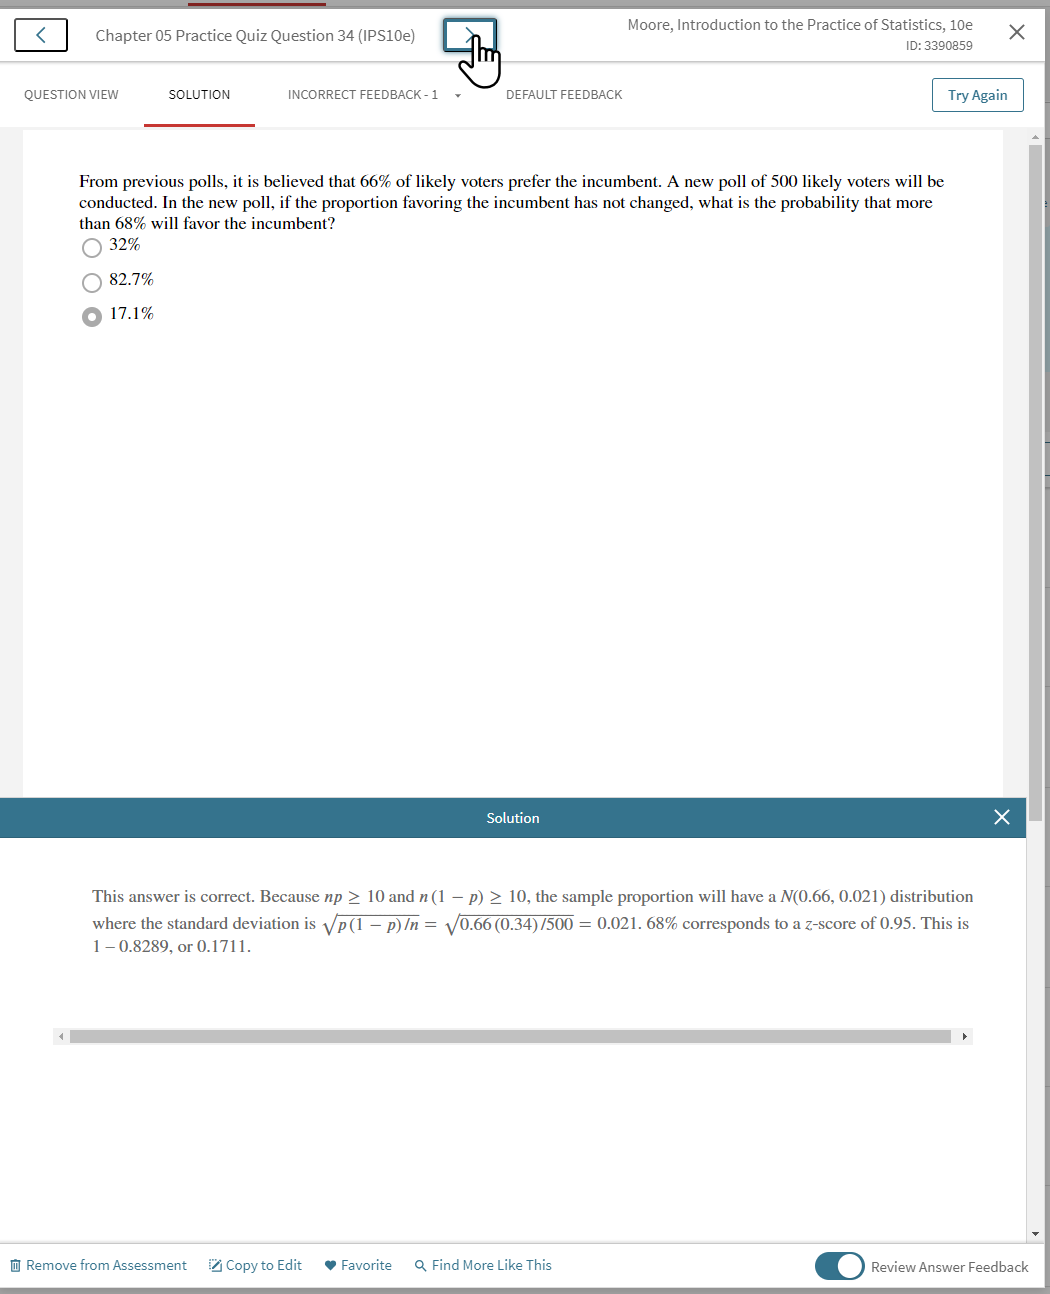 Chapter 05 Practice Quiz Question 34 (IPS10e)
Moore, Introduction to the Practice of Statistics, 10e
ID: 3390859
QUESTION VIEW
SOLUTION
INCORRECT FEEDBACK - 1
DEFAULT FEEDBACK
Try Again
From previous polls, it is believed that 66% of likely voters prefer the incumbent. A new poll of 500 likely voters will be
conducted. In the new poll, if the proportion favoring the incumbent has not changed, what is the probability that more
than 68% will favor the incumbent?
32%
82.7%
17.1%
Solution
This answer is correct. Because np ≥ 10 and n (1 − p) ≥ 10, the sample proportion will have a N(0.66, 0.021) distribution
where the standard deviation is √p (1 − p) /n = √0.66 (0.34) /500 = 0.021. 68% corresponds to a z-score of 0.95. This is
1 – 0.8289, or 0.1711.
Remove from Assessment
Copy to Edit
Favorite
Find More Like This
Review Answer Feedback